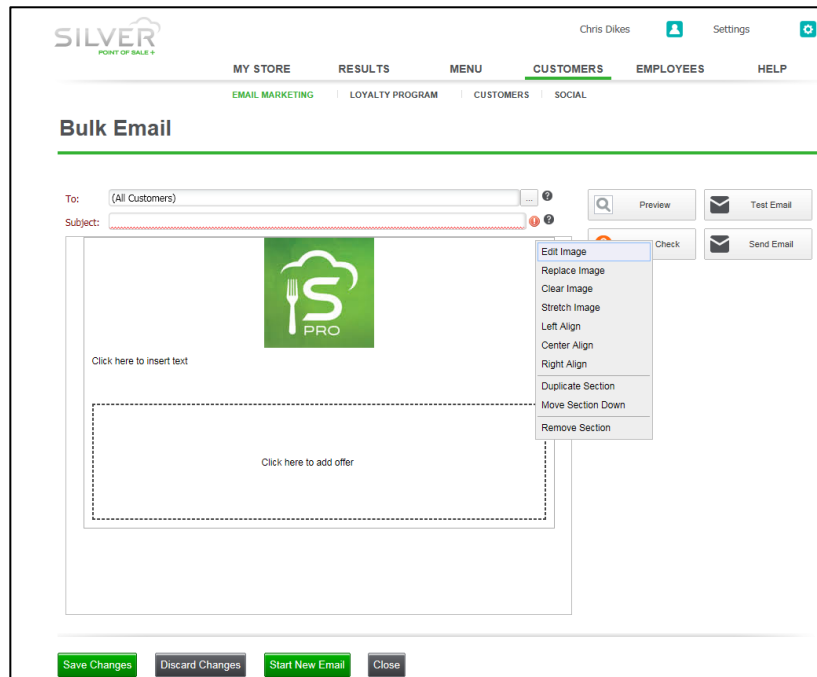 SILVER
POINT OF SALE +
Chris Dikes
Settings
MY STORE RESULTS MENU CUSTOMERS EMPLOYEES HELP
EMAIL MARKETING LOYALTY PROGRAM CUSTOMERS SOCIAL
Bulk Email
To: (All Customers) ... ?
Subject: ! ?
Preview
Test Email
Check
Send Email
S
PRO
Click here to insert text
Click here to add offer
Edit Image
Replace Image
Clear Image
Stretch Image
Left Align
Center Align
Right Align
Duplicate Section
Move Section Down
Remove Section
Save Changes Discard Changes Start New Email Close